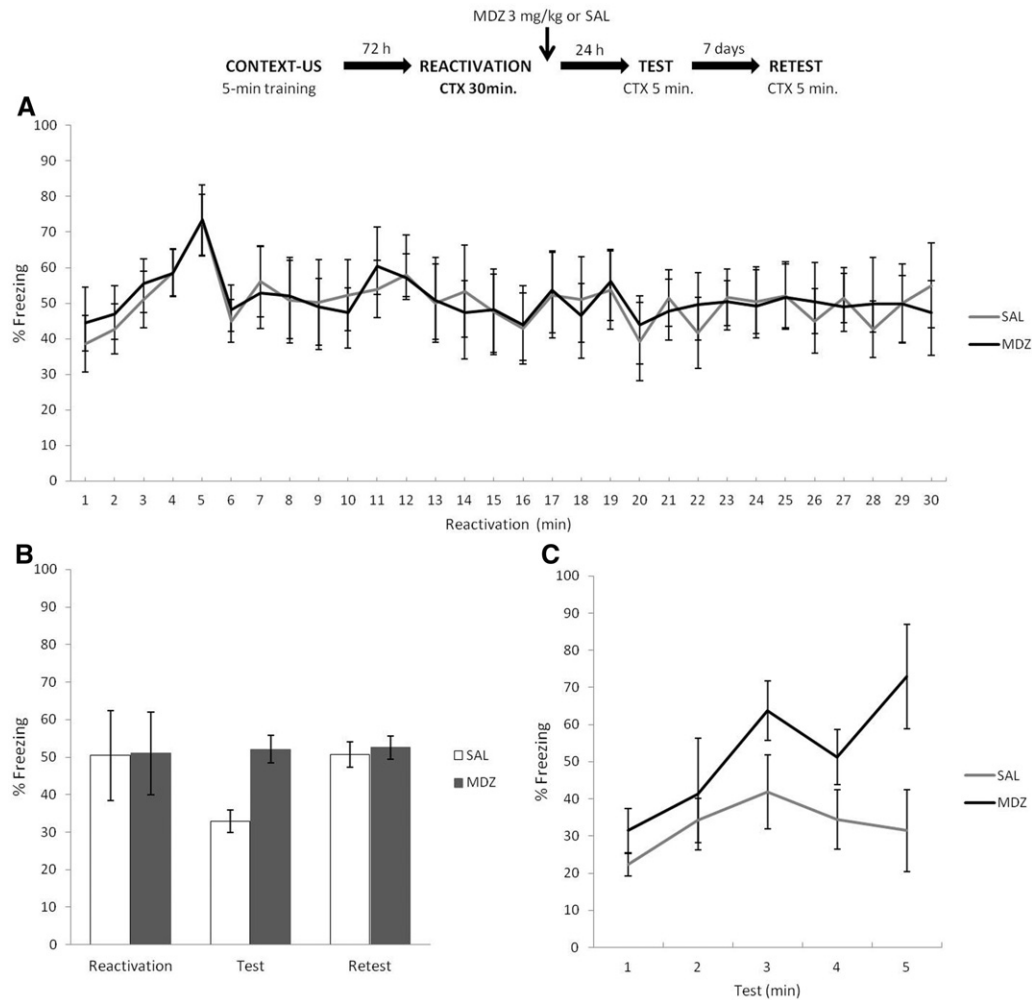 MDZ 3 mg/kg or SAL
72 h 24 h 7 days
CONTEXT-US REACTIVATION TEST RETEST
5-min training CTX 30min. CTX 5 min. CTX 5 min.
A
100
90
80
70
60
50
40
30
20
10
0
% Freezing
SAL
MDZ
1 2 3 4 5 6 7 8 9 10 11 12 13 14 15 16 17 18 19 20 21 22 23 24 25 26 27 28 29 30
Reactivation (min)
B
100
90
80
70
60
50
40
30
20
10
0
% Freezing
SAL
MDZ
Reactivation Test Retest
C
100
90
80
70
60
50
40
30
20
10
0
% Freezing
SAL
MDZ
1 2 3 4 5
Test (min)